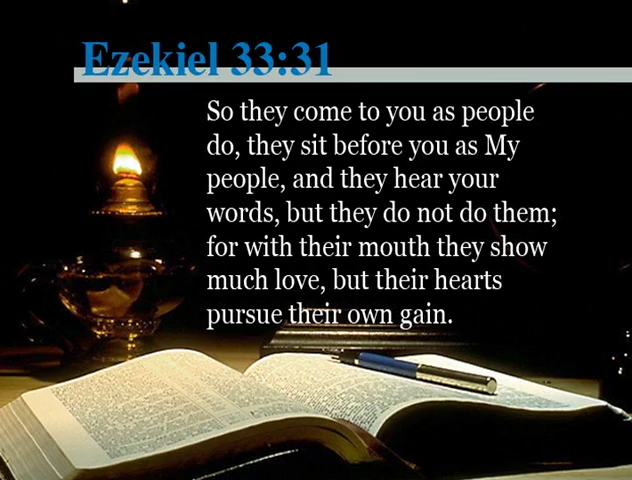 Ezekiel 33:31
So they come to you as people
do, they sit before you as My
people, and they hear your
words, but they do not do them;
for with their mouth they show
much love, but their hearts
pursue their own gain.